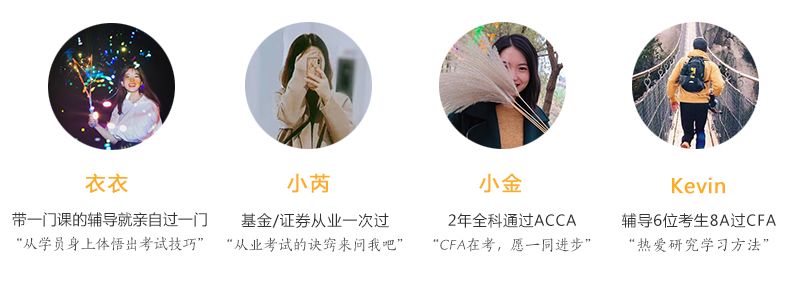 衣衣
小芮
小金
Kevin
带一门课的辅导就亲自过一门
基金/证券从业一次过
2年全科通过ACCA
辅导6位考生8A过CFA
“从学员身上体悟出考试技巧”
“从业考试的诀窍来问我吧”
“CFA在考，愿一同进步”
“热爱研究学习方法”